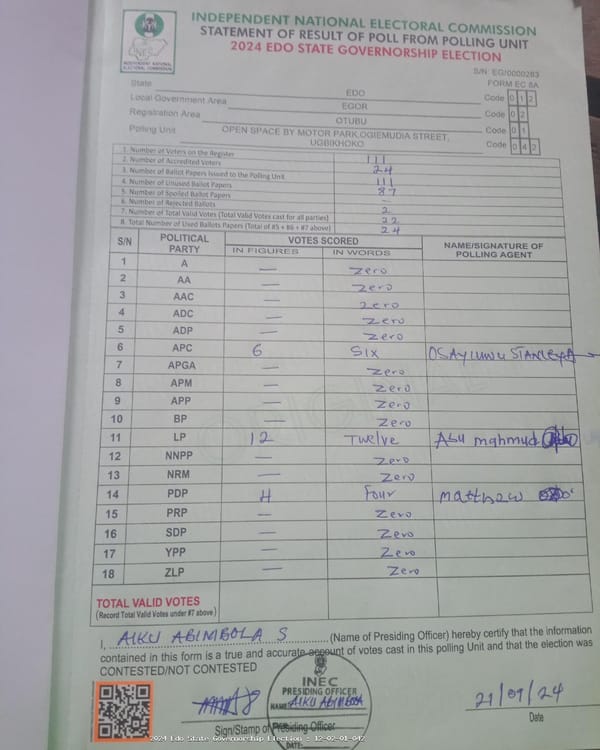 INDEPENDENT NATIONAL ELECTORAL COMMISSION
STATEMENT OF RESULT OF POLL FROM POLLING UNIT
2024 EDO STATE GOVERNORSHIP ELECTION
INEC
INDEPENDENT NATIONAL ELECTORAL COMMISSION
S/N: EG/0000283
FORM EC 8A
State EDO Code 0 1 2
Local Government Area EGOR Code 0 2
Registration Area OTUBU Code 0 1
Polling Unit OPEN SPACE BY MOTOR PARK,OGIEMUDIA STREET, UGBIKHOKO Code 0 4 2
1. Number of Voters on the Register 111
2. Number of Accredited Voters 24
3. Number of Ballot Papers Issued to the Polling Unit 111
4. Number of Unused Ballot Papers 87
5. Number of Spoiled Ballot Papers –
6. Number of Rejected Ballots 2
7. Number of Total Valid Votes (Total Valid Votes cast for all parties) 22
8. Total Number of Used Ballots Papers (Total of #5 + #6 + #7 above) 24
S/N POLITICAL PARTY VOTES SCORED NAME/SIGNATURE OF POLLING AGENT
IN FIGURES IN WORDS
1 A — Zero
2 AA — Zero
3 AAC — Zero
4 ADC — Zero
5 ADP — Zero
6 APC 6 Six
7 APGA — Zero
8 APM — Zero
9 APP — Zero
10 BP — Zero
11 LP 12 Twelve Abu mahmud
12 NNPP — Zero
13 NRM — Zero
14 PDP 4 Four matthew
15 PRP — Zero
16 SDP — Zero
17 YPP — Zero
18 ZLP — Zero
TOTAL VALID VOTES
(Record Total Valid Votes under #7 above)
I, AIKU ABIMBOLA S (Name of Presiding Officer) hereby certify that the information
contained in this form is a true and accurate account of votes cast in this polling Unit and that the election was
CONTESTED/NOT CONTESTED
INEC
PRESIDING OFFICER
NAME: AIKU ABIMBOLA
DATE:
21/09/24
Sign/Stamp of Presiding Officer
Date
2024 Edo State Governorship Election - 12-02-01-042